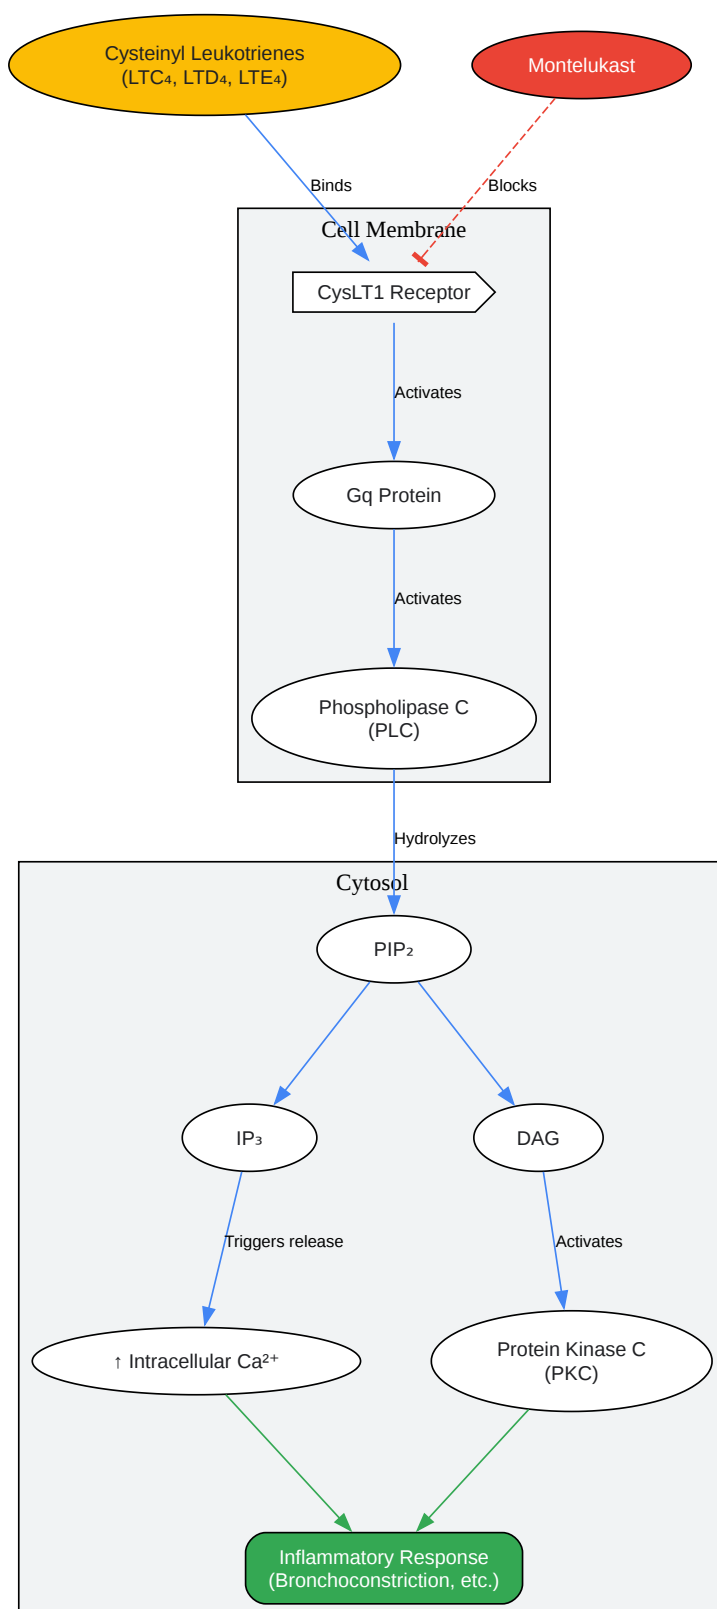 Cysteinyl Leukotrienes
(LTC₄, LTD₄, LTE₄)
Montelukast
Binds
Blocks
Cell Membrane
CysLT1 Receptor
Activates
Gq Protein
Activates
Phospholipase C
(PLC)
Hydrolyzes
Cytosol
PIP₂
IP₃
DAG
Triggers release
Activates
↑ Intracellular Ca²⁺
Protein Kinase C
(PKC)
Inflammatory Response
(Bronchoconstriction, etc.)